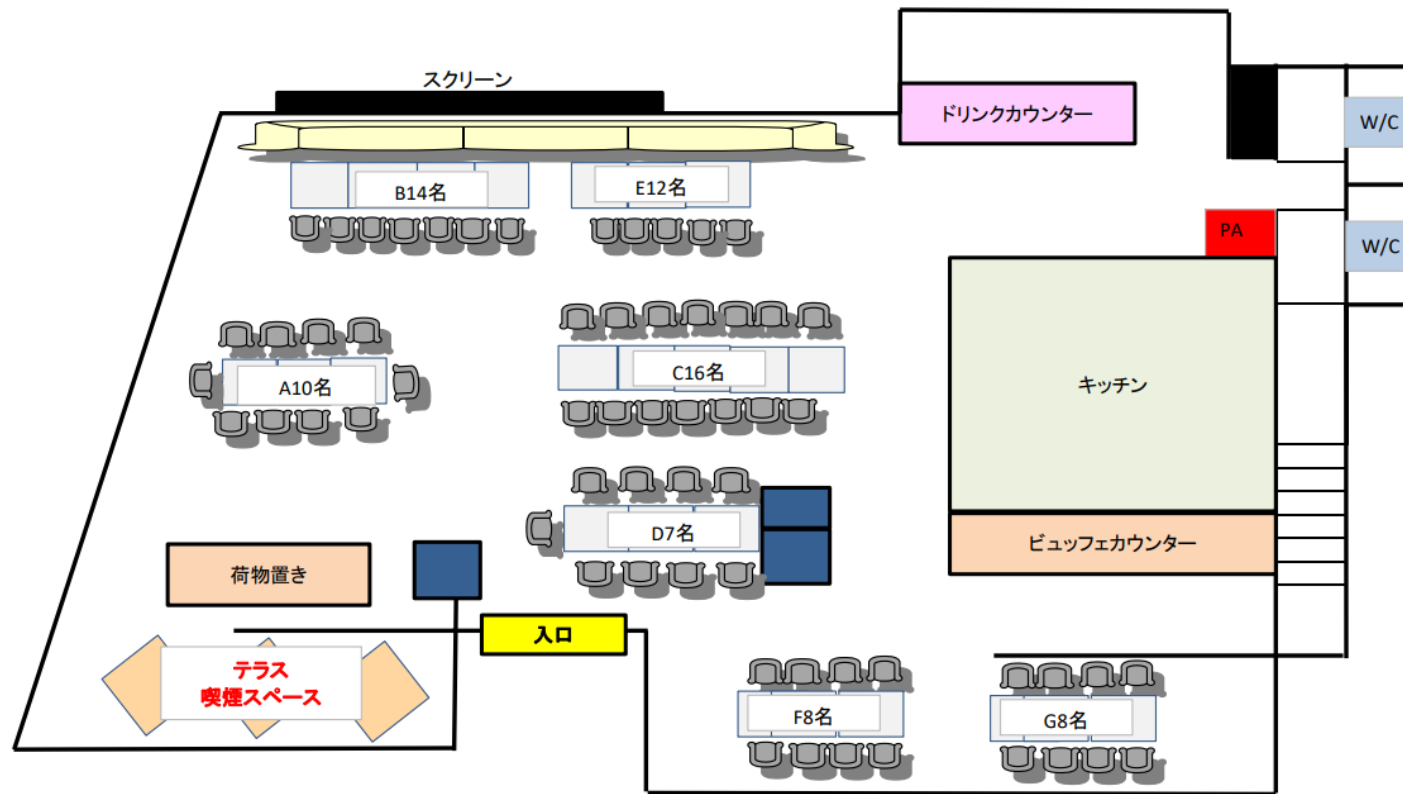 スクリーン
ドリンクカウンター
W/C
B14名
E12名
PA
W/C
A10名
C16名
キッチン
D7名
ビュッフェカウンター
荷物置き
入口
テラス
喫煙スペース
F8名
G8名